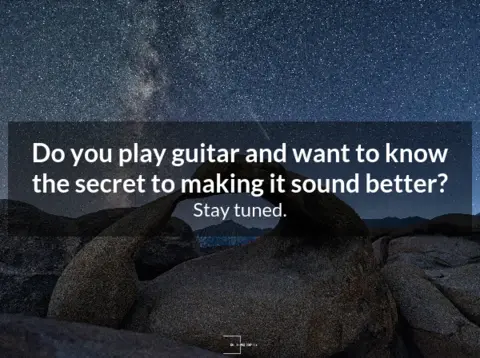 Do you play guitar and want to know
the secret to making it sound better?
Stay tuned.